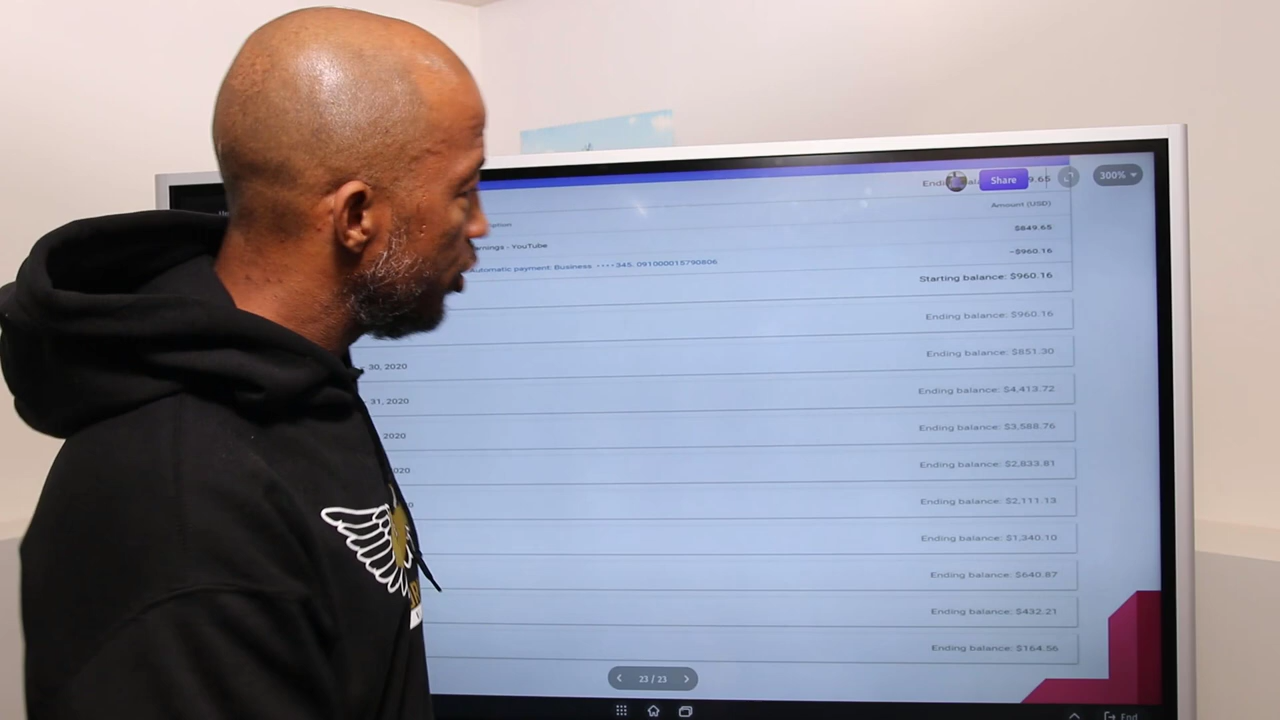 Share
300%
9.65
Amount (USD)
$849.65
- YouTube
-$960.16
automatic payment: Business ••••345, 091000015790806
Starting balance: $960.16
Ending balance: $960.16
30, 2020
Ending balance: $851.30
31, 2020
Ending balance: $4,413.72
2020
Ending balance: $3,588.76
Ending balance: $2,833.81
Ending balance: $2,111.13
Ending balance: $1,340.10
Ending balance: $640.87
Ending balance: $432.21
Ending balance: $164.56
23 / 23
End